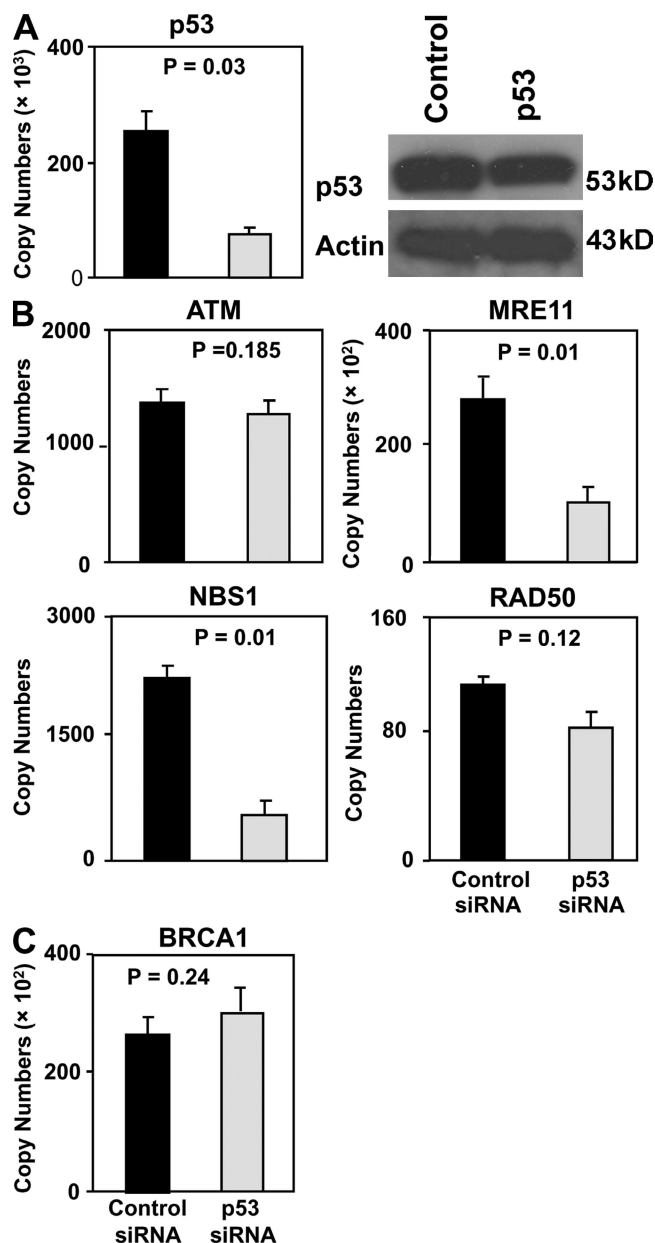 A
p53
P = 0.03
Copy Numbers (× 10³)
400
200
0
Control
p53
p53
53kD
Actin
43kD
B
ATM
P =0.185
Copy Numbers
2000
1000
0
MRE11
P = 0.01
Copy Numbers (× 10²)
400
200
0
NBS1
P = 0.01
Copy Numbers
3000
1500
0
RAD50
P = 0.12
Copy Numbers
160
80
0
Control
siRNA
p53
siRNA
C
BRCA1
P = 0.24
Copy Numbers (× 10²)
400
200
0
Control
siRNA
p53
siRNA